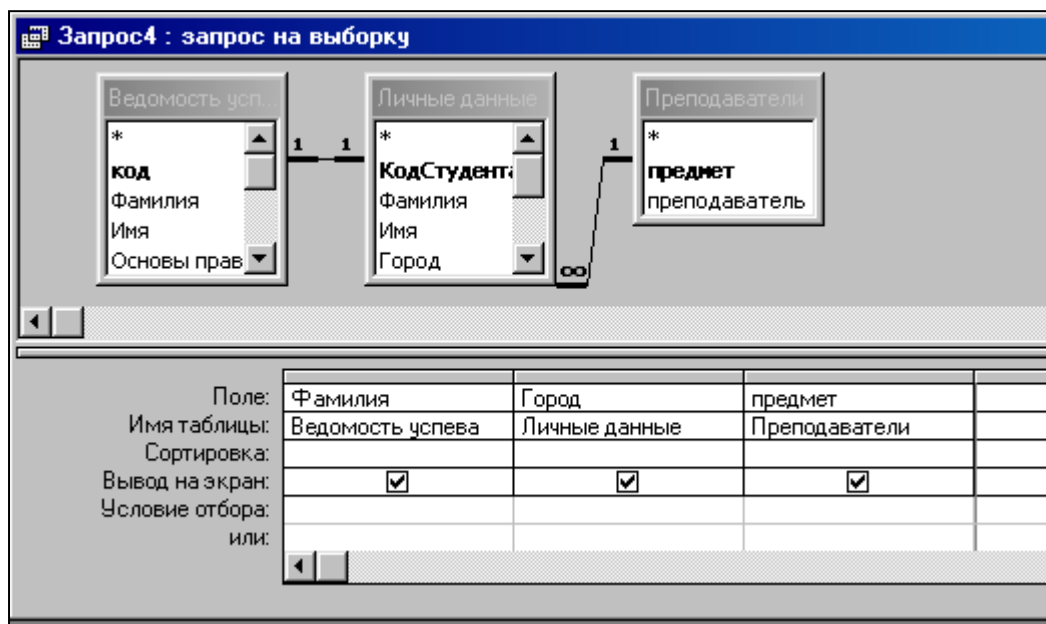 Запрос4 : запрос на выборку
Ведомость усп...
*
код
Фамилия
Имя
Основы прав
1 1
Личные данные
*
КодСтудента
Фамилия
Имя
Город
∞ 1
Преподаватели
*
предмет
преподаватель
Поле: Фамилия Город предмет
Имя таблицы: Ведомость успева Личные данные Преподаватели
Сортировка:
Вывод на экран:
Условие отбора:
или: